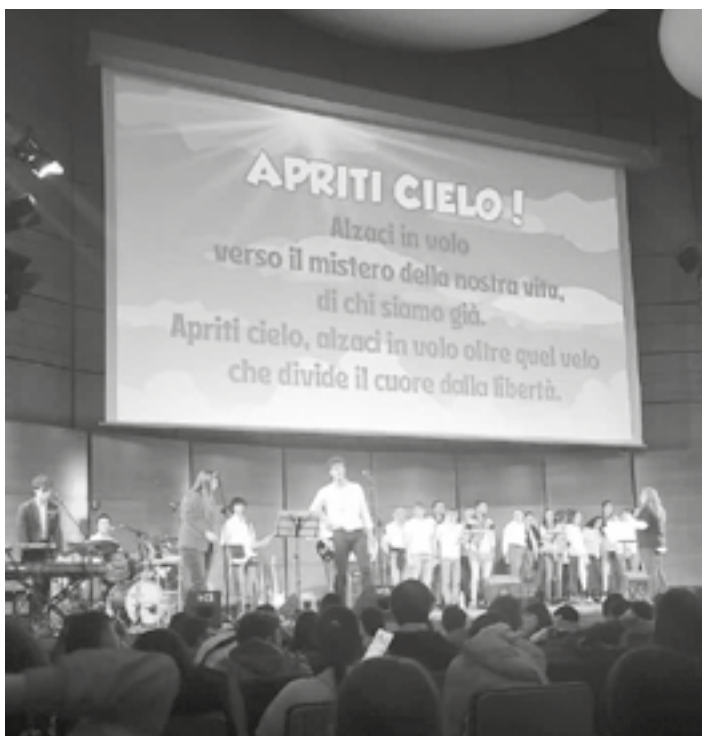 APRITI CIELO!
Alzaci in volo
verso il mistero della nostra vita,
di chi siamo già.
Apriti cielo, alzaci in volo oltre quel velo
che divide il cuore dalla libertà.